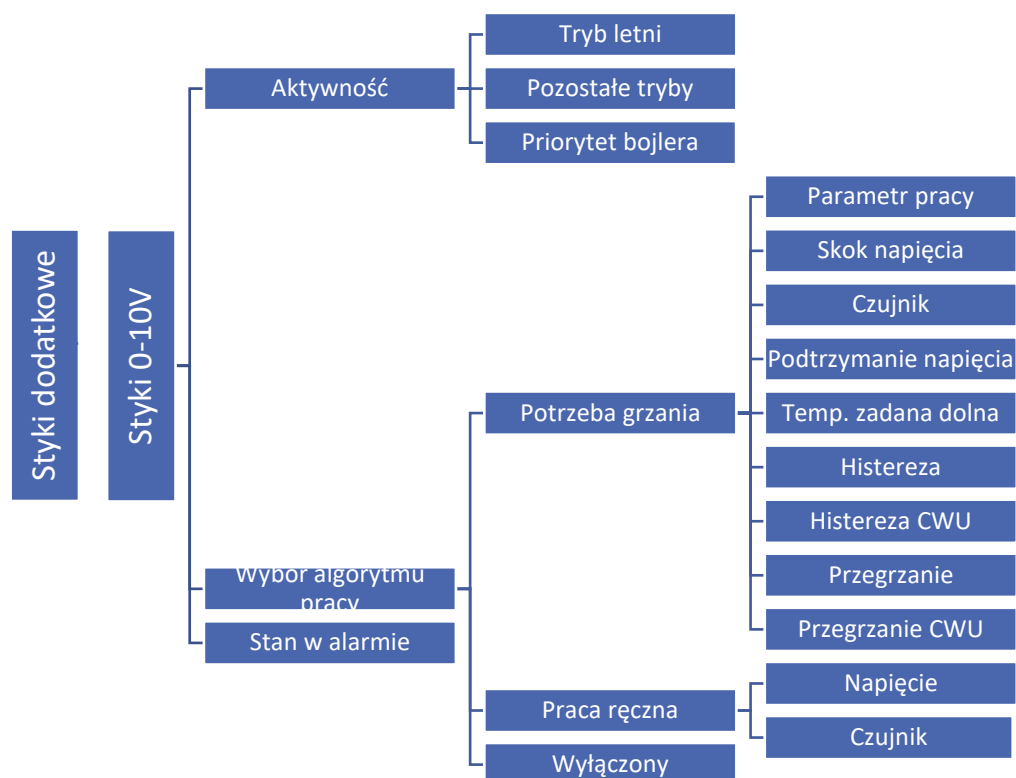 Styki dodatkowe
Styki 0-10V
Aktywność
Tryb letni
Pozostałe tryby
Priorytet bojlera
Wybór algorytmu
pracy
Potrzeba grzania
Parametr pracy
Skok napięcia
Czujnik
Podtrzymanie napięcia
Temp. zadana dolna
Histereza
Histereza CWU
Przegrzanie
Przegrzanie CWU
Praca ręczna
Napięcie
Czujnik
Wyłączony
Stan w alarmie